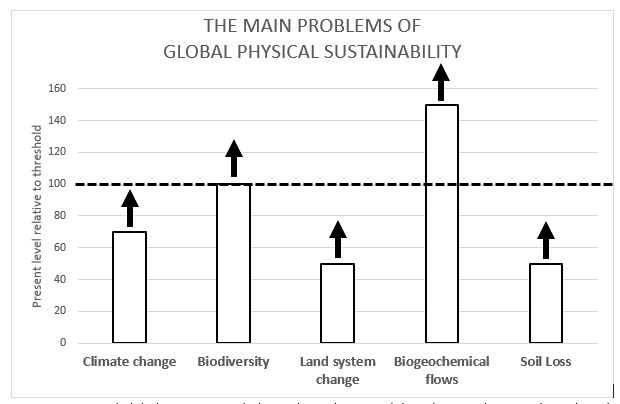 THE MAIN PROBLEMS OF
GLOBAL PHYSICAL SUSTAINABILITY
Present level relative to threshold
160
140
120
100
80
60
40
20
0
Climate change
Biodiversity
Land system
change
Biogeochemical
flows
Soil Loss